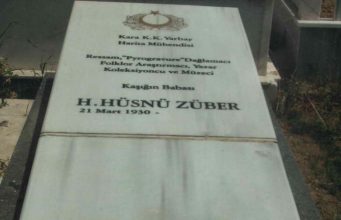 Kara K.K. Yarbay
Harita Mühendisi
Ressam,"Pyrogravure"Dağlamacı
Folklor Araştırmacı, Yazar
Koleksiyoncu ve Müzeci
Kaşığın Babası
H.HÜSNÜ ZÜBER
21 Mart 1930 -